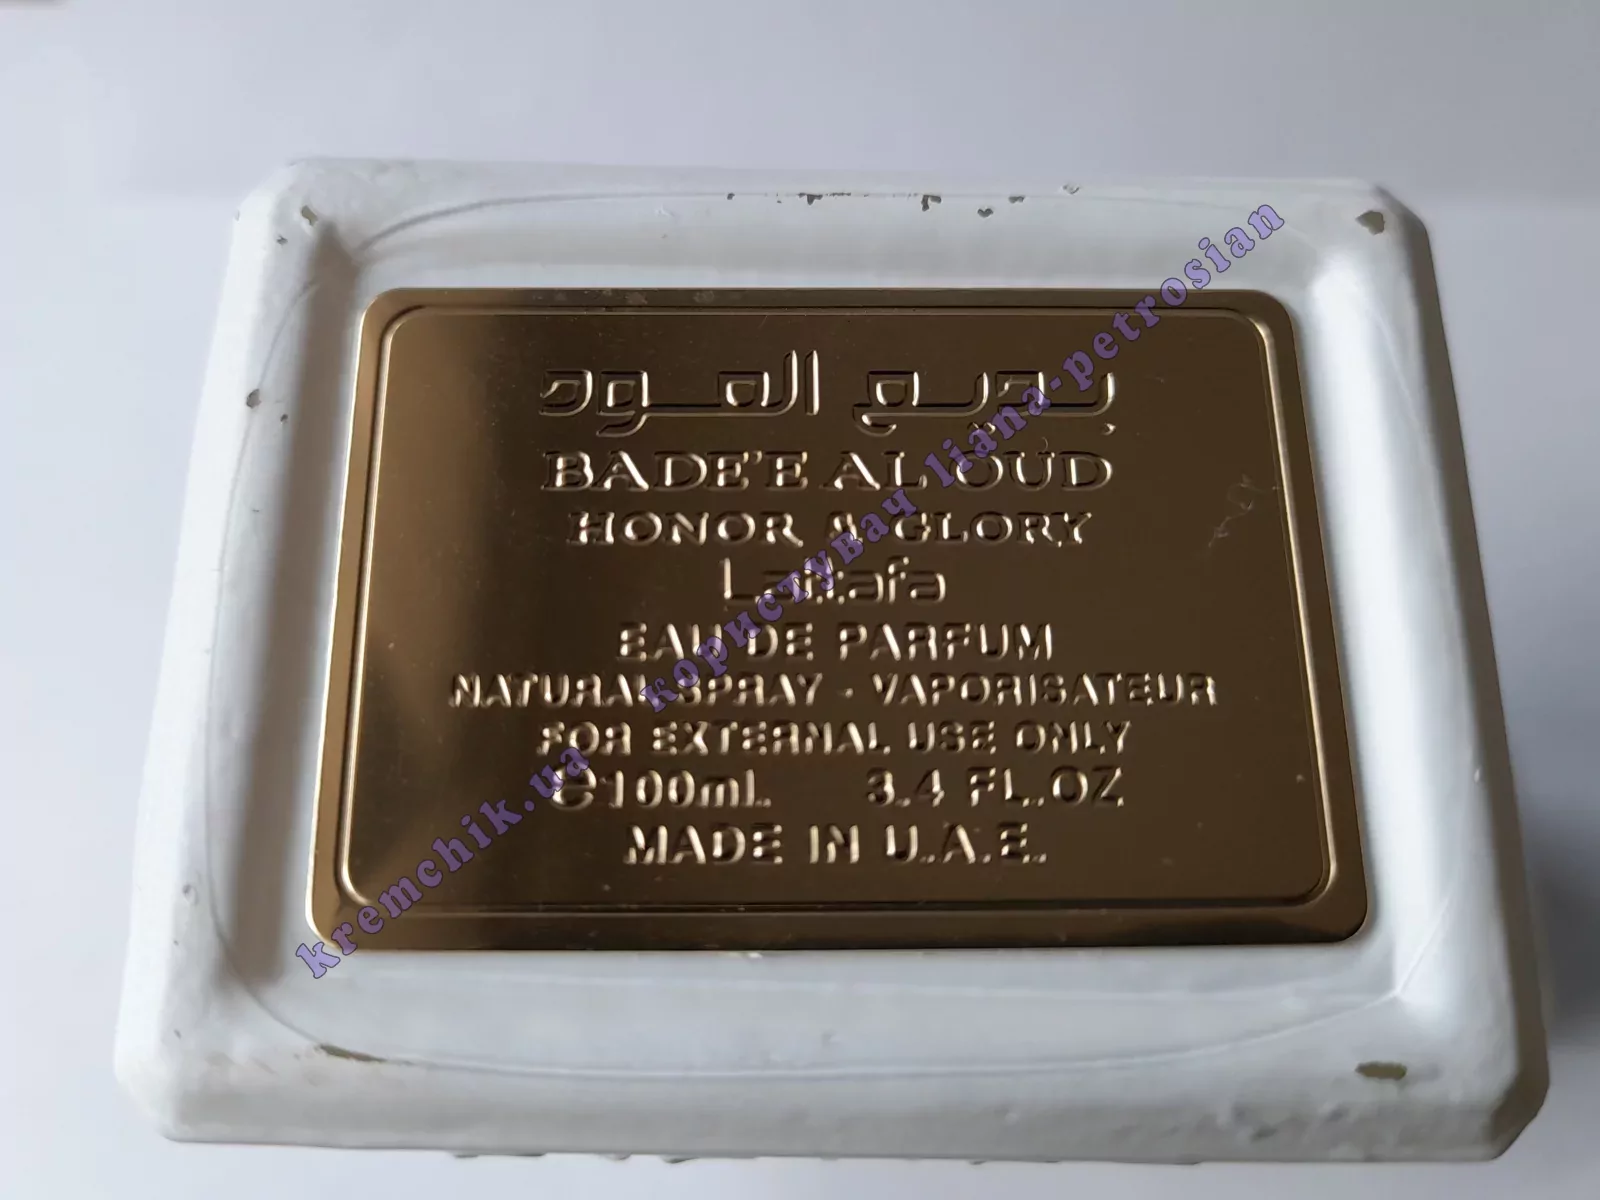 بديع العود
BADE'E AL OUD
HONOR & GLORY
Lattafa
EAU DE PARFUM
NATURAL SPRAY - VAPORISATEUR
FOR EXTERNAL USE ONLY
℮100mL 3.4 FL.OZ
MADE IN U.A.E.
kremchik.ua користувач liana-petrosian